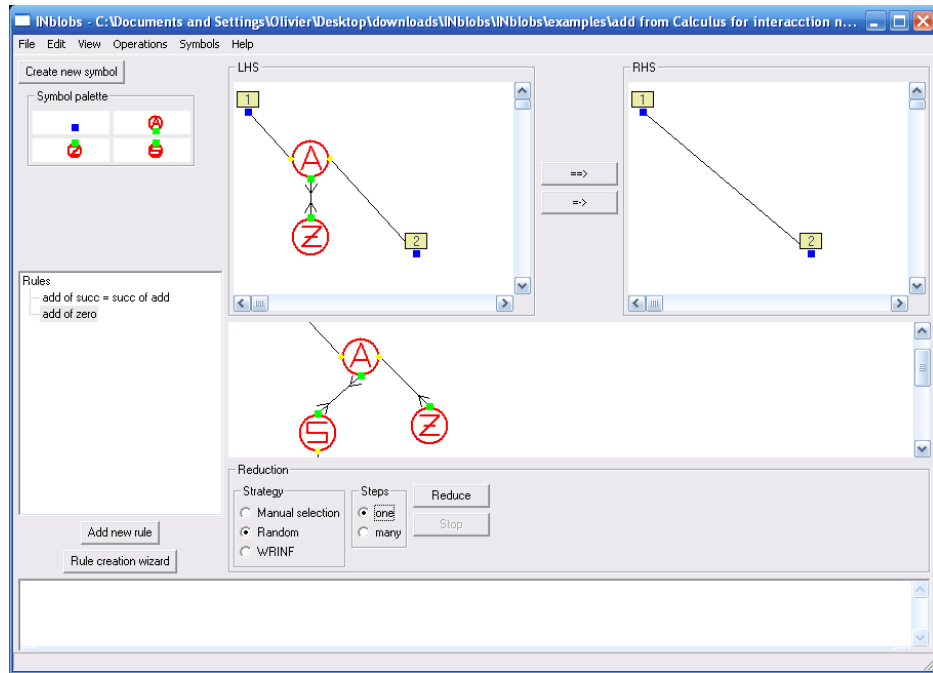 INblobs - C:\Documents and Settings\Olivier\Desktop\downloads\INblobs\INblobs\examples\add from Calculus for interacction n...
File Edit View Operations Symbols Help
Create new symbol
Symbol palette
A
Z S
LHS
1
A
Z
2
==>
=->
RHS
1
2
Rules
add of succ = succ of add
add of zero
A
S Z
Add new rule
Rule creation wizard
Reduction
Strategy
Manual selection
Random
WRINF
Steps
one
many
Reduce
Stop